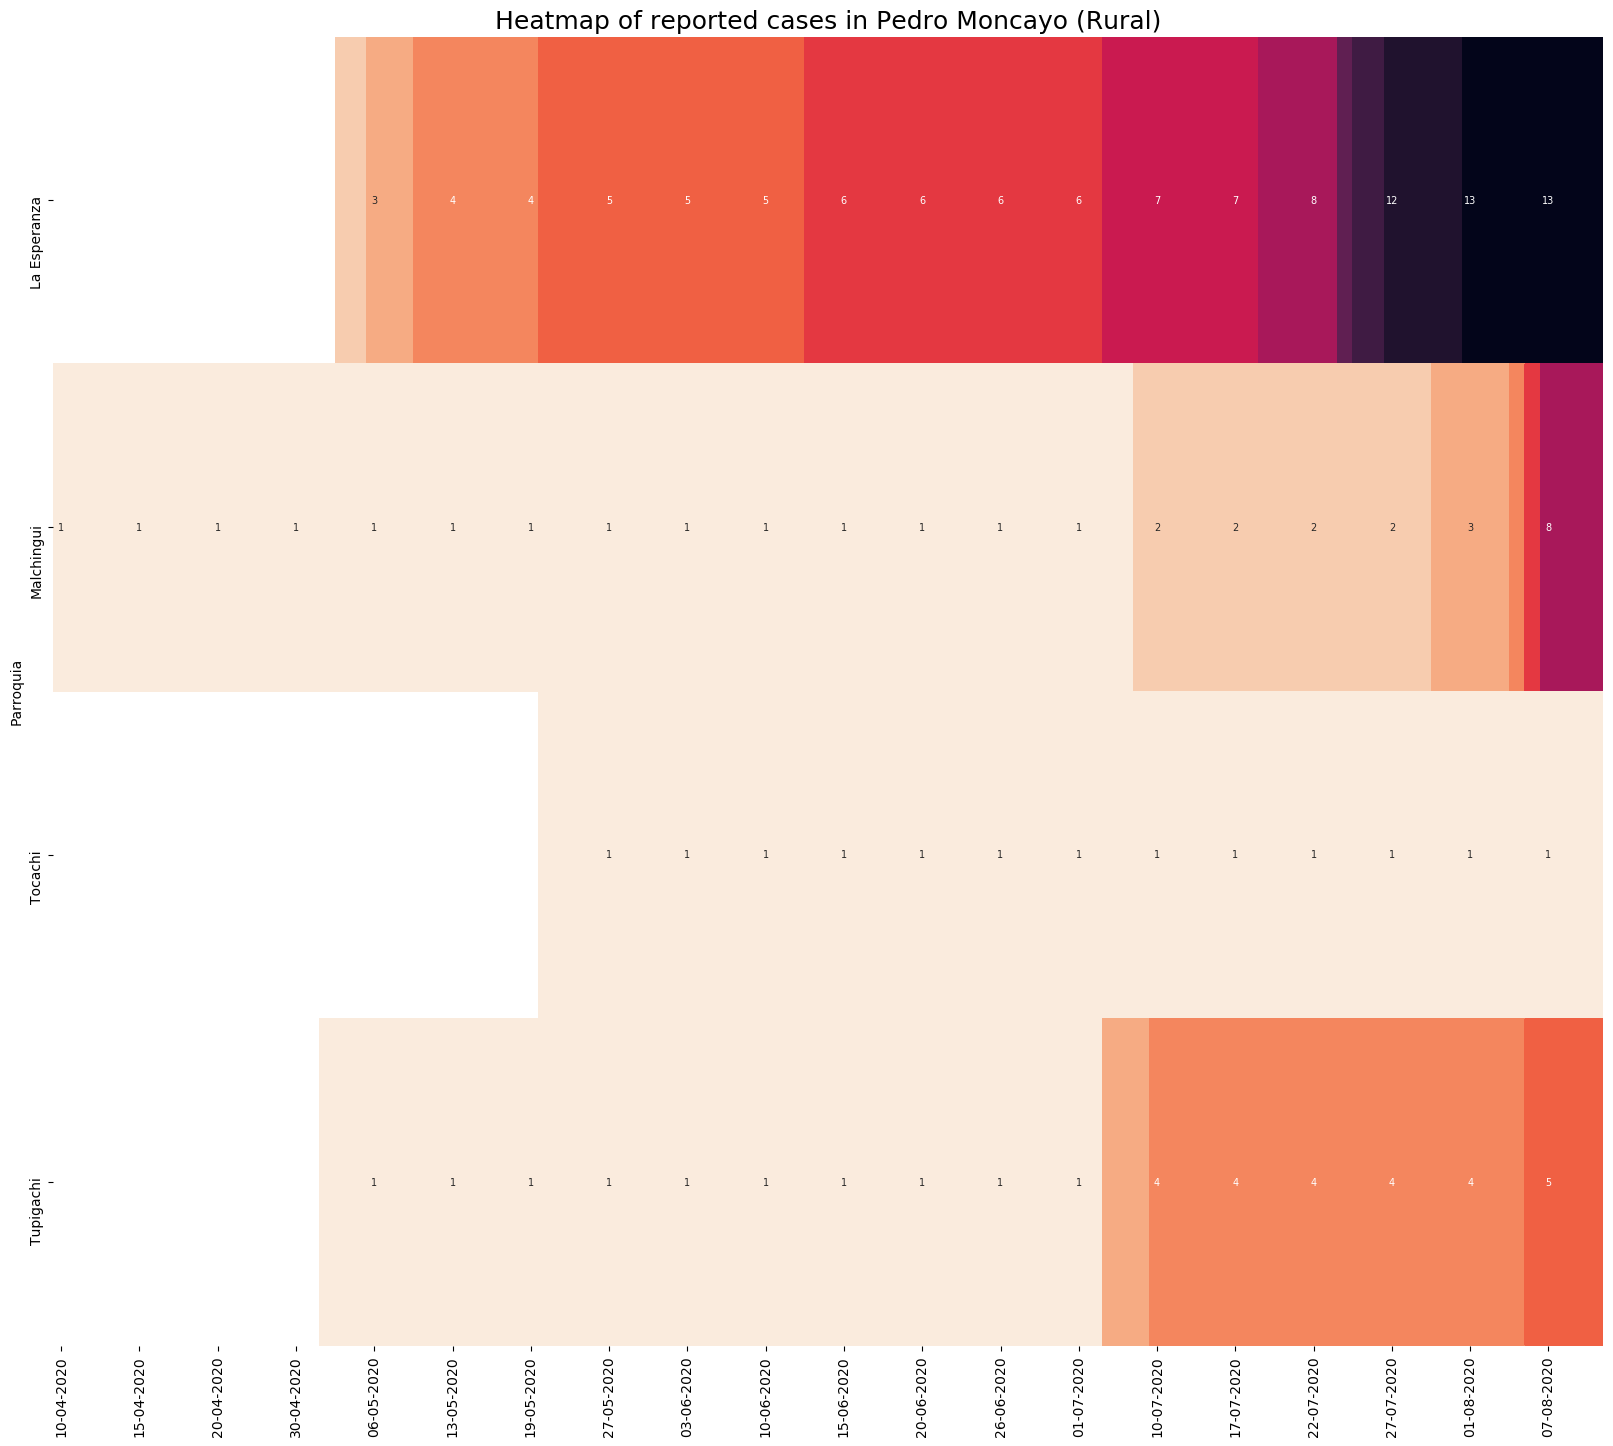 Heatmap of reported cases in Pedro Moncayo (Rural)
La Esperanza
3 4 4 5 5 5 6 6 6 6 7 7 8 12 13 13
Malchingui
1 1 1 1 1 1 1 1 1 1 1 1 1 1 2 2 2 2 3 8
Parroquia
Tocachi
1 1 1 1 1 1 1 1 1 1 1 1 1
Tupigachi
1 1 1 1 1 1 1 1 1 1 4 4 4 4 4 5
10-04-2020
15-04-2020
20-04-2020
30-04-2020
06-05-2020
13-05-2020
19-05-2020
27-05-2020
03-06-2020
10-06-2020
15-06-2020
20-06-2020
26-06-2020
01-07-2020
10-07-2020
17-07-2020
22-07-2020
27-07-2020
01-08-2020
07-08-2020